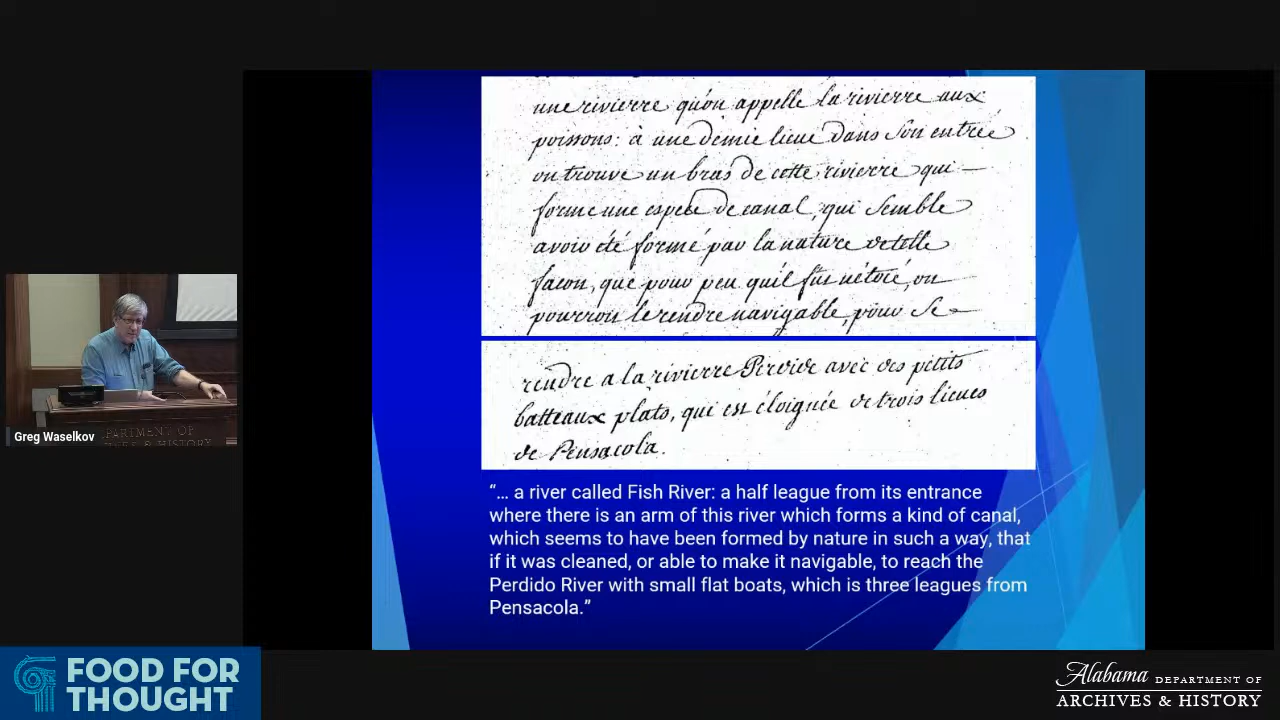 une rivierre qu'on appelle la rivierre aux
poissons: à une demie lieue dans son entrée
on trouve un bras de cette rivierre qui —
forme une espece de canal, qui semble
avoir été formé par la nature de telle
façon, que pour peu qu'il fut nétoié, on
pourroit le rendre navigable, pour se —
rendre a la rivierre Perdide avec des petits
batteaux plats, qui est éloignée de trois lieues
de Pensacola.
“... a river called Fish River: a half league from its entrance
where there is an arm of this river which forms a kind of canal,
which seems to have been formed by nature in such a way, that
if it was cleaned, or able to make it navigable, to reach the
Perdido River with small flat boats, which is three leagues from
Pensacola.”
Greg Waselkov
PARTMENT OF
& HISTORY
FOOD FOR
THOUGHT
Alabama DEPARTMENT OF
ARCHIVES & HISTORY